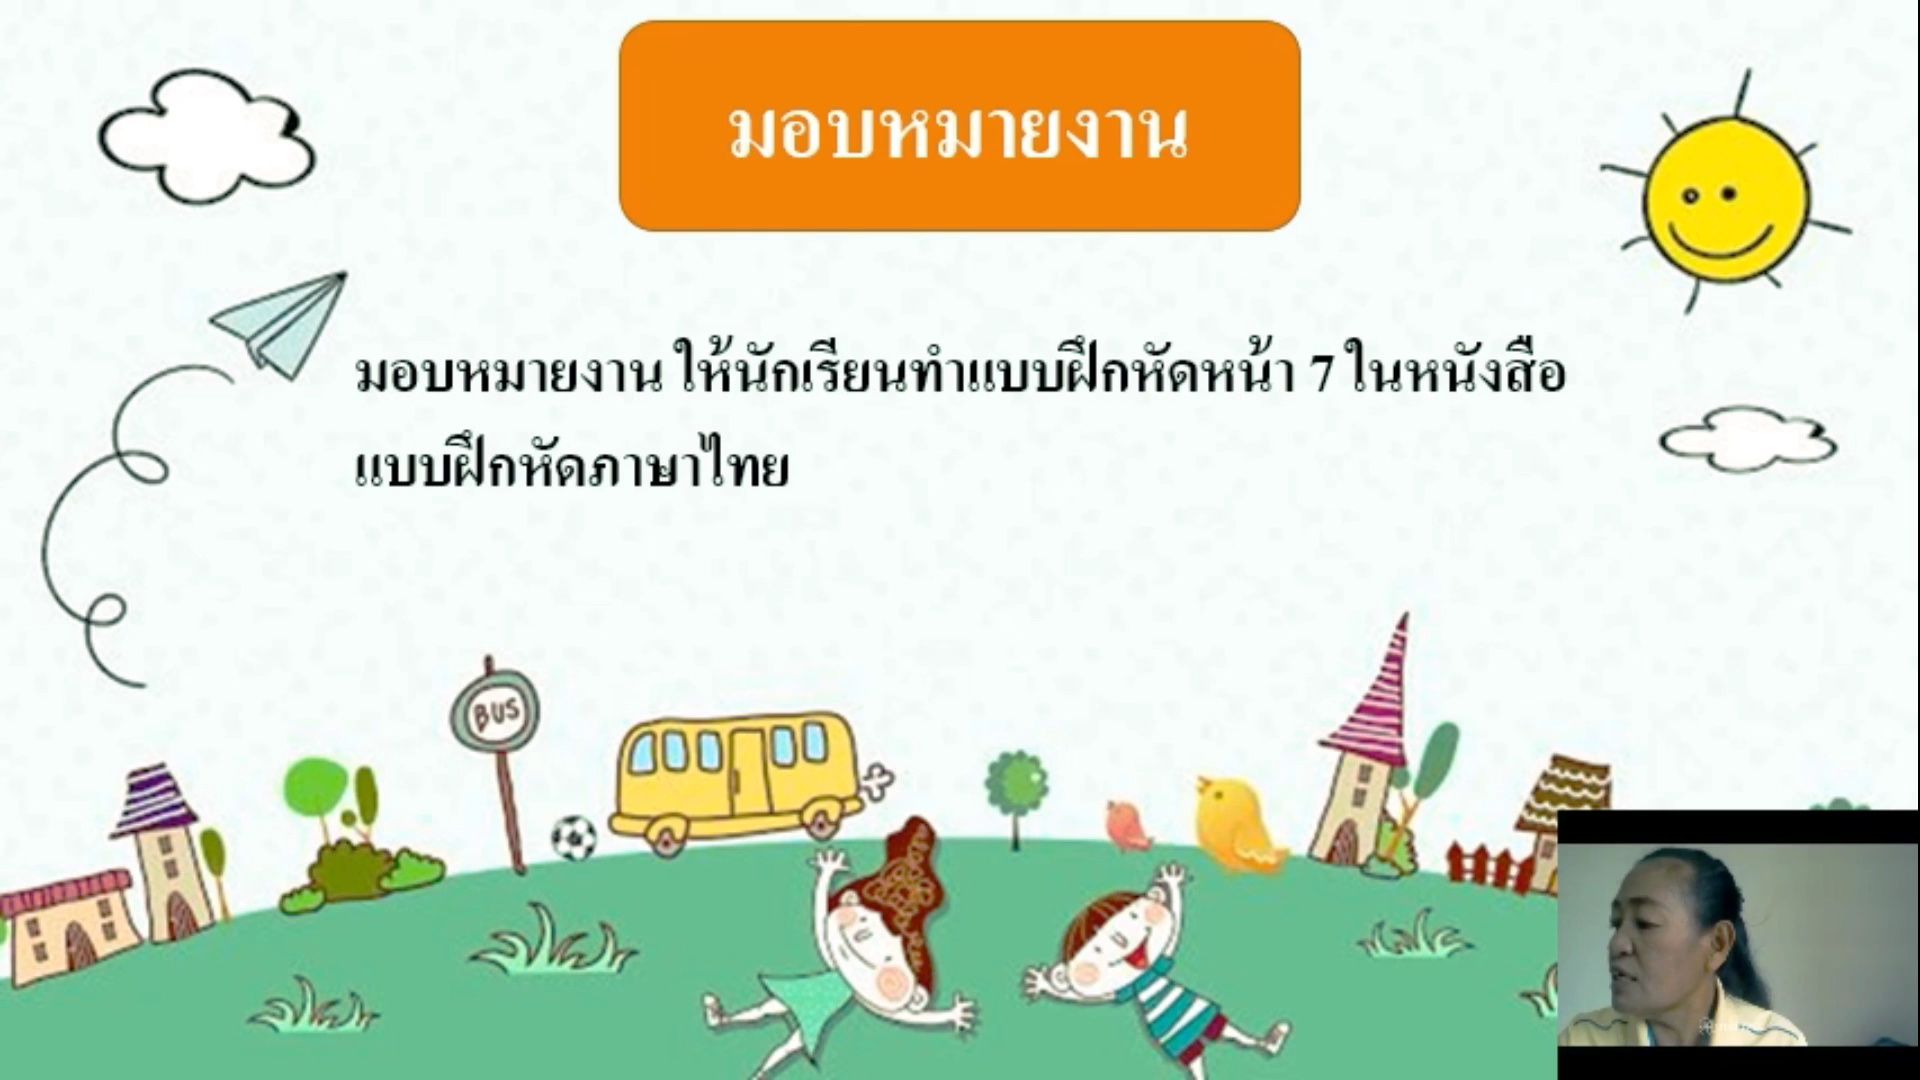 มอบหมายงาน
มอบหมายงาน ให้นักเรียนทำแบบฝึกหัดหน้า 7 ในหนังสือ
แบบฝึกหัดภาษาไทย
BUS